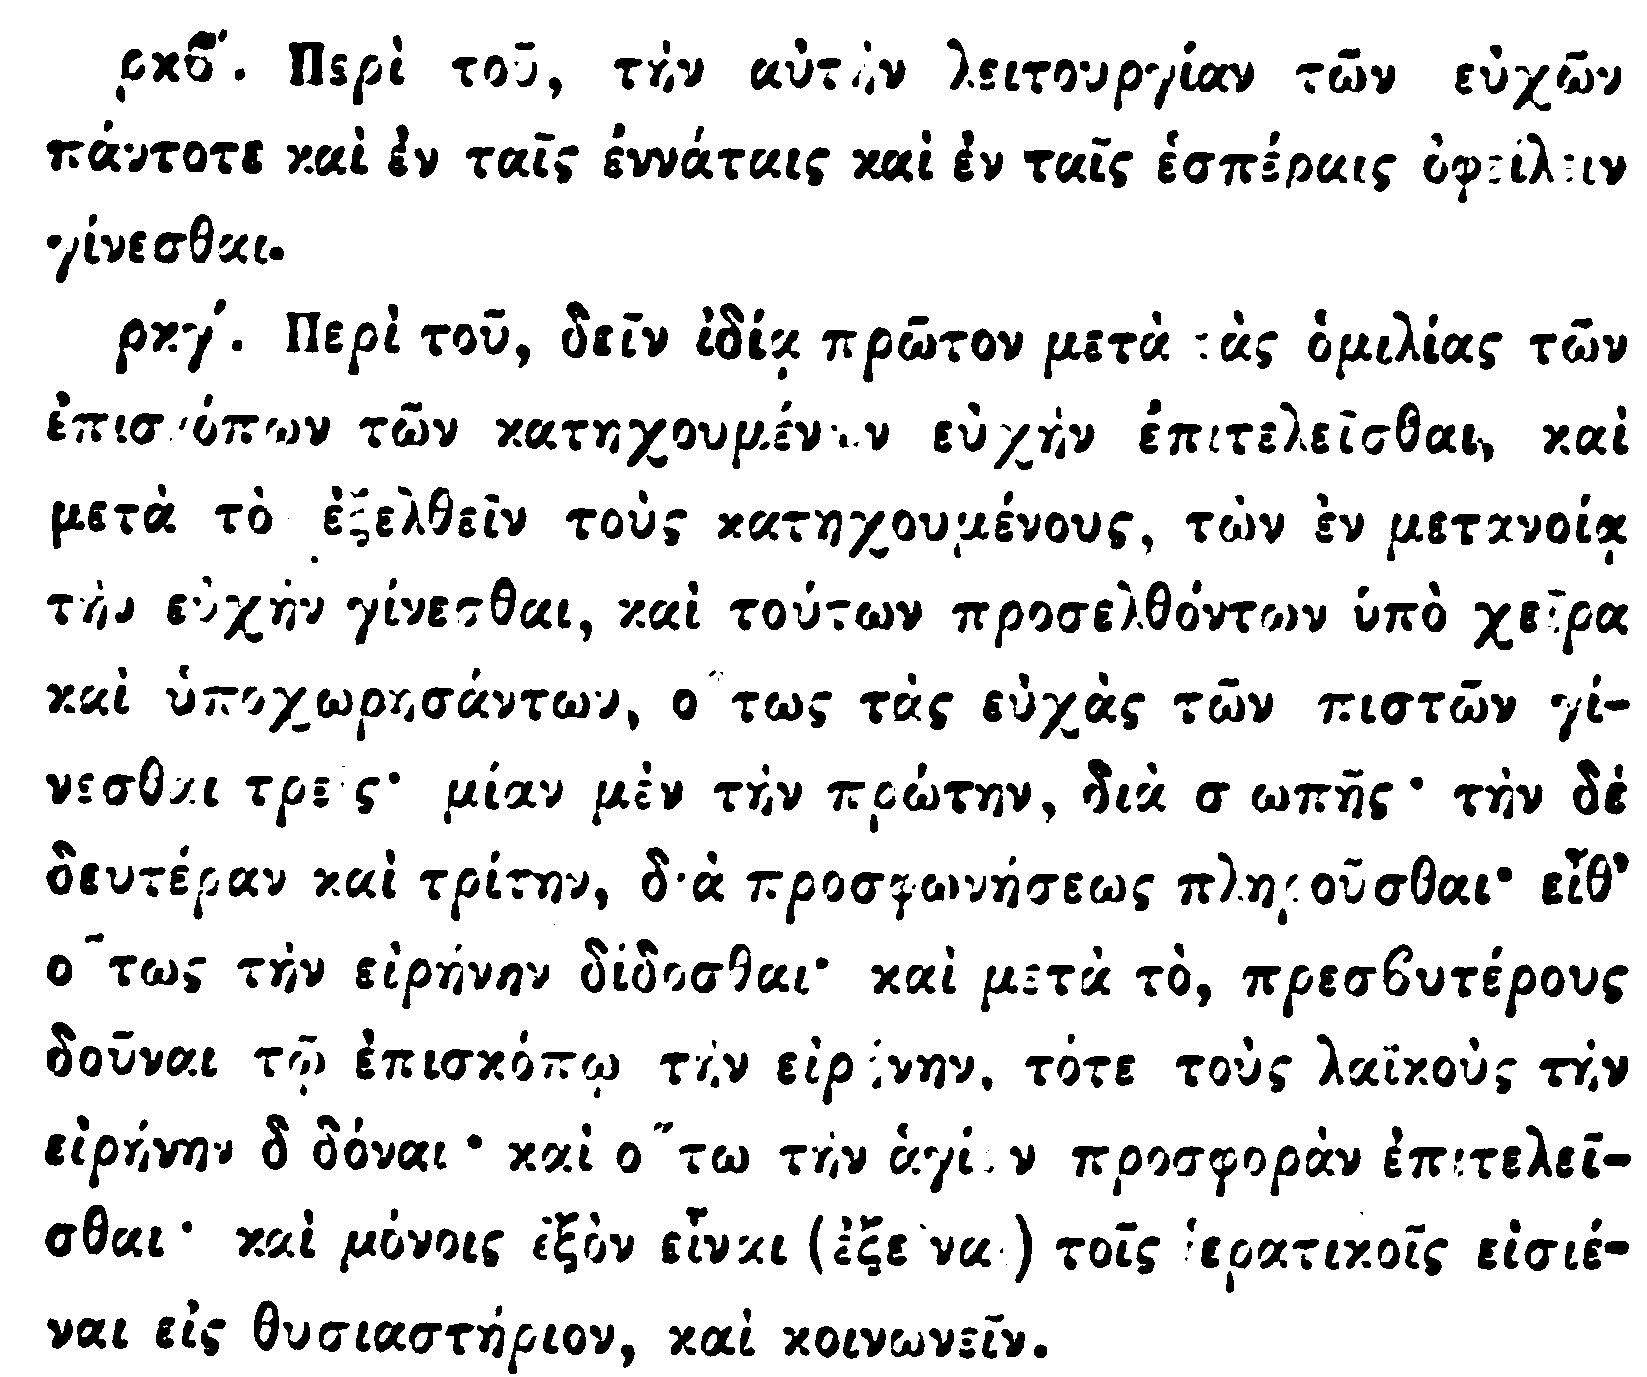 ρκβ´. Περὶ τοῦ, τὴν αὐτὴν λειτουργίαν τῶν εὐχῶν
πάντοτε καὶ ἐν ταῖς ἐννάταις καὶ ἐν ταῖς ἑσπέραις ὀφείλειν
γίνεσθαι.
ρκγ´. Περὶ τοῦ, δεῖν ἰδίᾳ πρῶτον μετὰ τὰς ὁμιλίας τῶν
ἐπισκόπων τῶν κατηχουμένων εὐχὴν ἐπιτελεῖσθαι, καὶ
μετὰ τὸ ἐξελθεῖν τοὺς κατηχουμένους, τῶν ἐν μετανοίᾳ
τὴν εὐχὴν γίνεσθαι, καὶ τούτων προσελθόντων ὑπὸ χεῖρα
καὶ ὑποχωρησάντων, οὕτως τὰς εὐχὰς τῶν πιστῶν γί-
νεσθαι τρεῖς· μίαν μὲν τὴν πρώτην, διὰ σιωπῆς· τὴν δὲ
δευτέραν καὶ τρίτην, διὰ προσφωνήσεως πληροῦσθαι· εἶθ’
οὕτως τὴν εἰρήνην δίδοσθαι· καὶ μετὰ τὸ, πρεσβυτέρους
δοῦναι τῷ ἐπισκόπῳ τὴν εἰρήνην, τότε τοὺς λαϊκοὺς τὴν
εἰρήνην διδόναι· καὶ οὕτω τὴν ἁγίαν προσφορὰν ἐπιτελεῖ-
σθαι· καὶ μόνοις ἐξὸν εἶναι (ἐξεῖναι) τοῖς ἱερατικοῖς εἰσιέ-
ναι εἰς θυσιαστήριον, καὶ κοινωνεῖν.